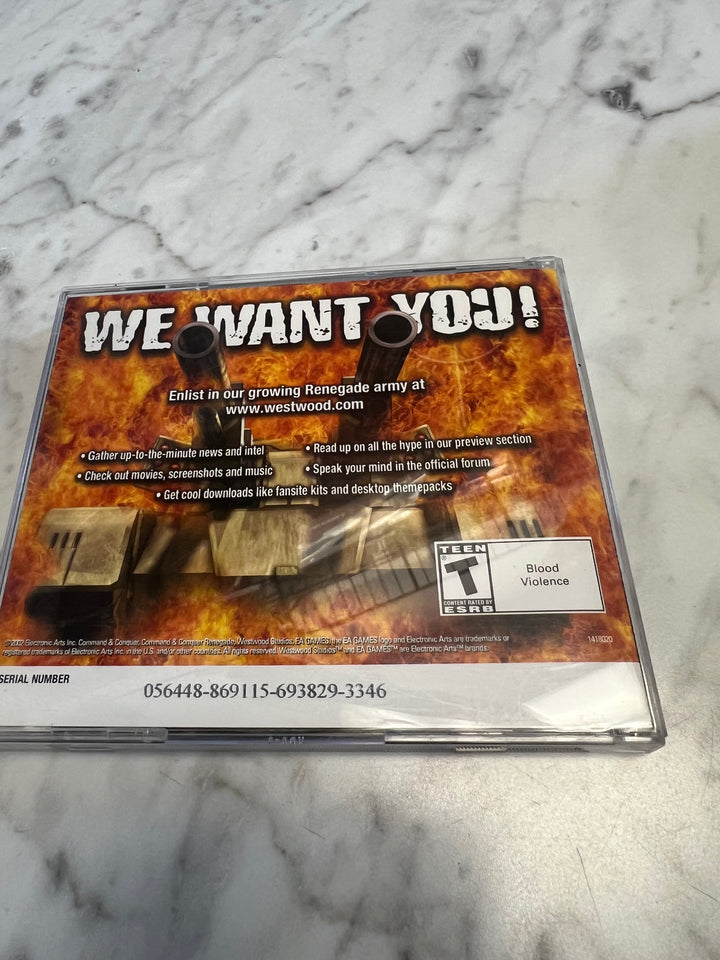 WE WANT YOU!
Enlist in our growing Renegade army at
www.westwood.com
• Gather up-to-the-minute news and intel
• Check out movies, screenshots and music
• Read up on all the hype in our preview section
• Speak your mind in the official forum
• Get cool downloads like fansite kits and desktop themepacks
TEEN
T
CONTENT RATED BY
ESRB
Blood
Violence
©2002 Electronic Arts Inc. Command & Conquer, Command & Conquer Renegade, Westwood Studios, EA GAMES, the EA GAMES logo and Electronic Arts are trademarks or
registered trademarks of Electronic Arts Inc. in the U.S. and/or other countries. All rights reserved. Westwood Studios™ and EA GAMES™ are Electronic Arts™ brands.
1418020
SERIAL NUMBER
056448-869115-693829-3346